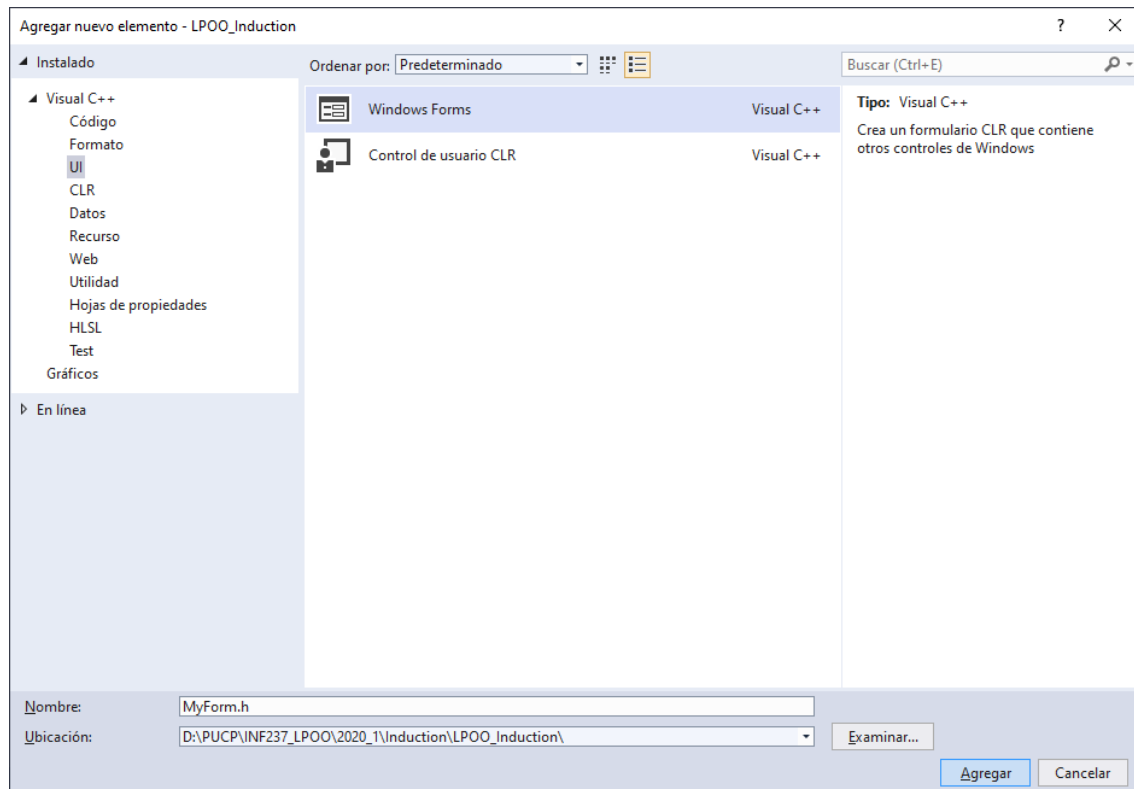 Agregar nuevo elemento - LPOO_Induction
?
Instalado
Ordenar por: Predeterminado
Buscar (Ctrl+E)
Visual C++
Código
Formato
UI
CLR
Datos
Recurso
Web
Utilidad
Hojas de propiedades
HLSL
Test
Gráficos
En línea
Windows Forms Visual C++
Control de usuario CLR Visual C++
Tipo: Visual C++
Crea un formulario CLR que contiene
otros controles de Windows
Nombre: MyForm.h
Ubicación: D:\PUCP\INF237_LPOO\2020_1\Induction\LPOO_Induction\
Examinar...
Agregar Cancelar